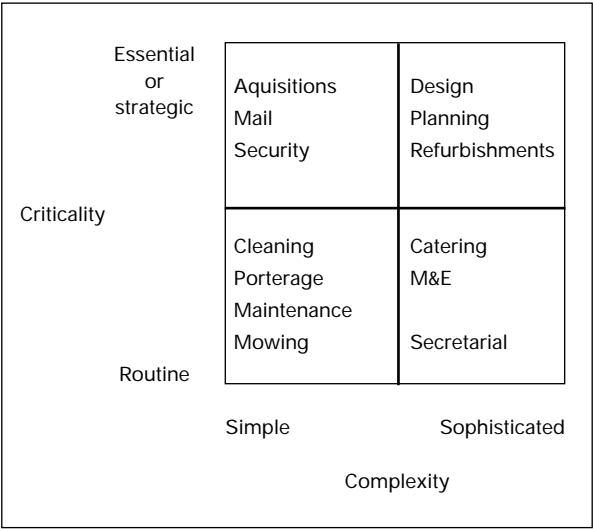 Essential
or
strategic
Aquisitions
Mail
Security
Design
Planning
Refurbishments
Criticality
Cleaning
Porterage
Maintenance
Mowing
Catering
M&E
Secretarial
Routine
Simple
Sophisticated
Complexity